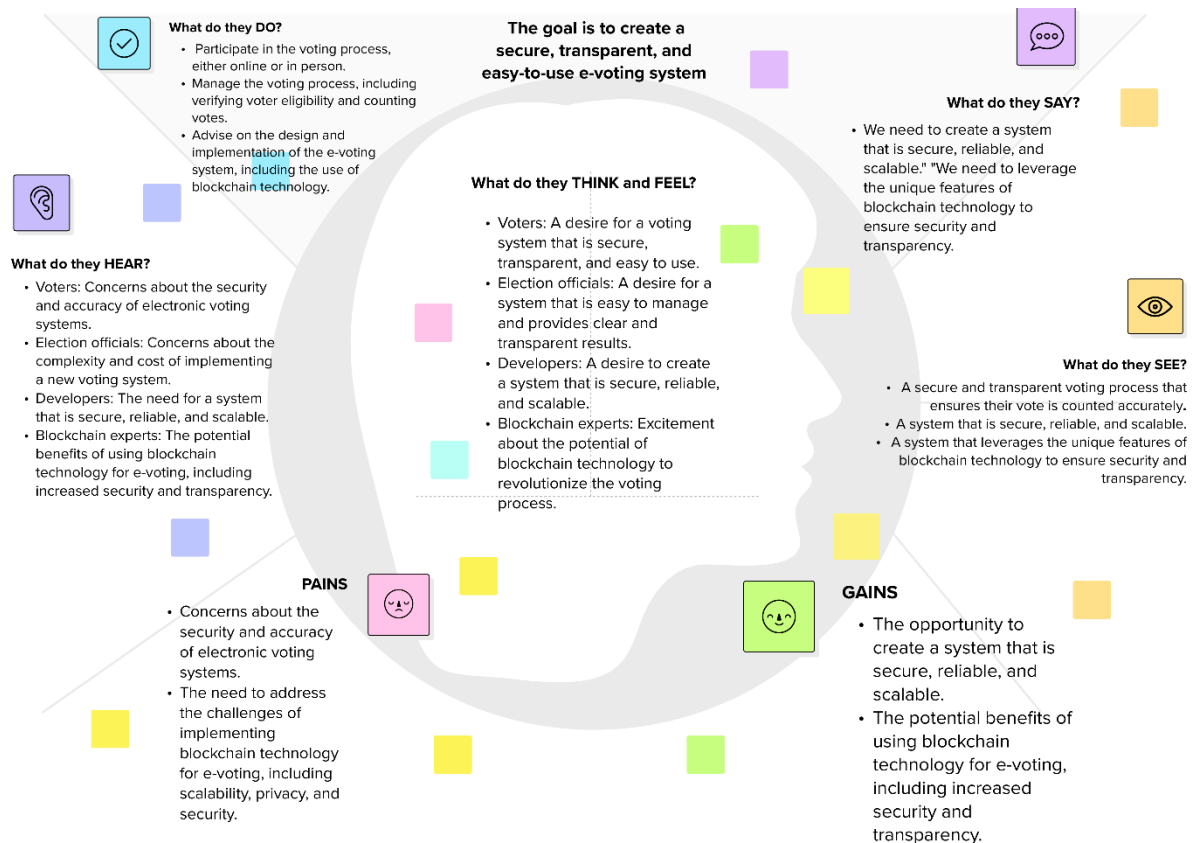 The goal is to create a
secure, transparent, and
easy-to-use e-voting system
What do they DO?
• Participate in the voting process,
either online or in person.
• Manage the voting process, including
verifying voter eligibility and counting
votes.
• Advise on the design and
implementation of the e-voting
system, including the use of
blockchain technology.
What do they SAY?
• We need to create a system
that is secure, reliable, and
scalable." "We need to leverage
the unique features of
blockchain technology to
ensure security and
transparency.
What do they THINK and FEEL?
• Voters: A desire for a voting
system that is secure,
transparent, and easy to use.
• Election officials: A desire for a
system that is easy to manage
and provides clear and
transparent results.
• Developers: A desire to create
a system that is secure, reliable,
and scalable.
• Blockchain experts: Excitement
about the potential of
blockchain technology to
revolutionize the voting
process.
What do they HEAR?
• Voters: Concerns about the security
and accuracy of electronic voting
systems.
• Election officials: Concerns about the
complexity and cost of implementing
a new voting system.
• Developers: The need for a system
that is secure, reliable, and scalable.
• Blockchain experts: The potential
benefits of using blockchain
technology for e-voting, including
increased security and transparency.
What do they SEE?
• A secure and transparent voting process that
ensures their vote is counted accurately.
• A system that is secure, reliable, and scalable.
• A system that leverages the unique features of
blockchain technology to ensure security and
transparency.
PAINS
• Concerns about the
security and accuracy
of electronic voting
systems.
• The need to address
the challenges of
implementing
blockchain technology
for e-voting, including
scalability, privacy, and
security.
GAINS
• The opportunity to
create a system that is
secure, reliable, and
scalable.
• The potential benefits of
using blockchain
technology for e-voting,
including increased
security and
transparency.